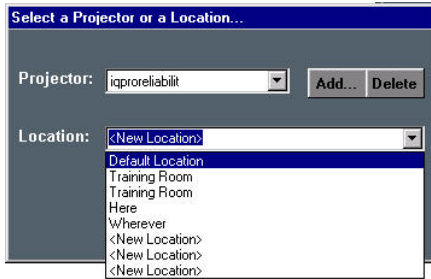 Select a Projector or a Location...
Projector: iqproreliabilit Add... Delete
Location: <New Location>
Default Location
Training Room
Training Room
Here
Wherever
<New Location>
<New Location>
<New Location>